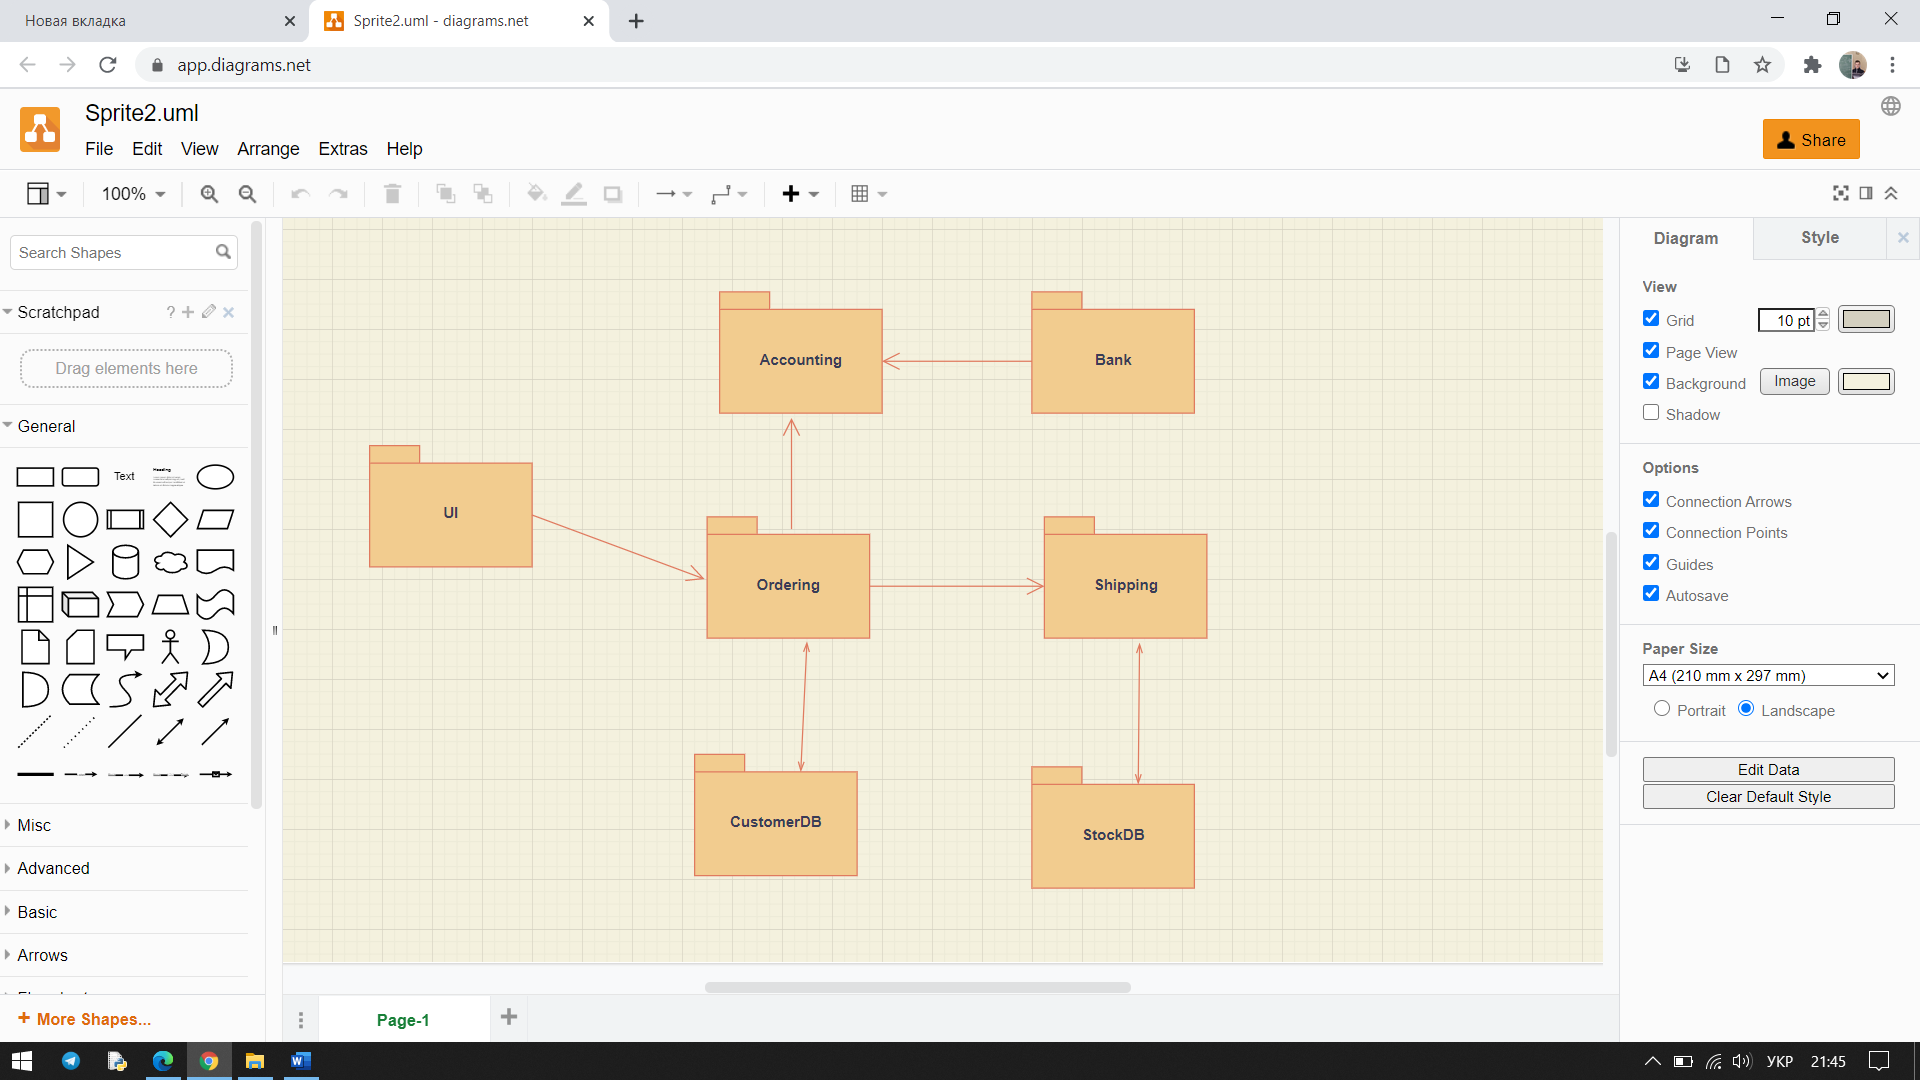 Новая вкладка
Sprite2.uml - diagrams.net
app.diagrams.net
Sprite2.uml
File Edit View Arrange Extras Help
Share
100%
Search Shapes
Scratchpad
?
Drag elements here
General
Text
Heading
Misc
Advanced
Basic
Arrows
+ More Shapes...
Accounting
Bank
UI
Ordering
Shipping
CustomerDB
StockDB
Page-1
Diagram
Style
View
Grid
10 pt
Page View
Background
Image
Shadow
Options
Connection Arrows
Connection Points
Guides
Autosave
Paper Size
A4 (210 mm x 297 mm)
Portrait
Landscape
Edit Data
Clear Default Style
УКР
21:45